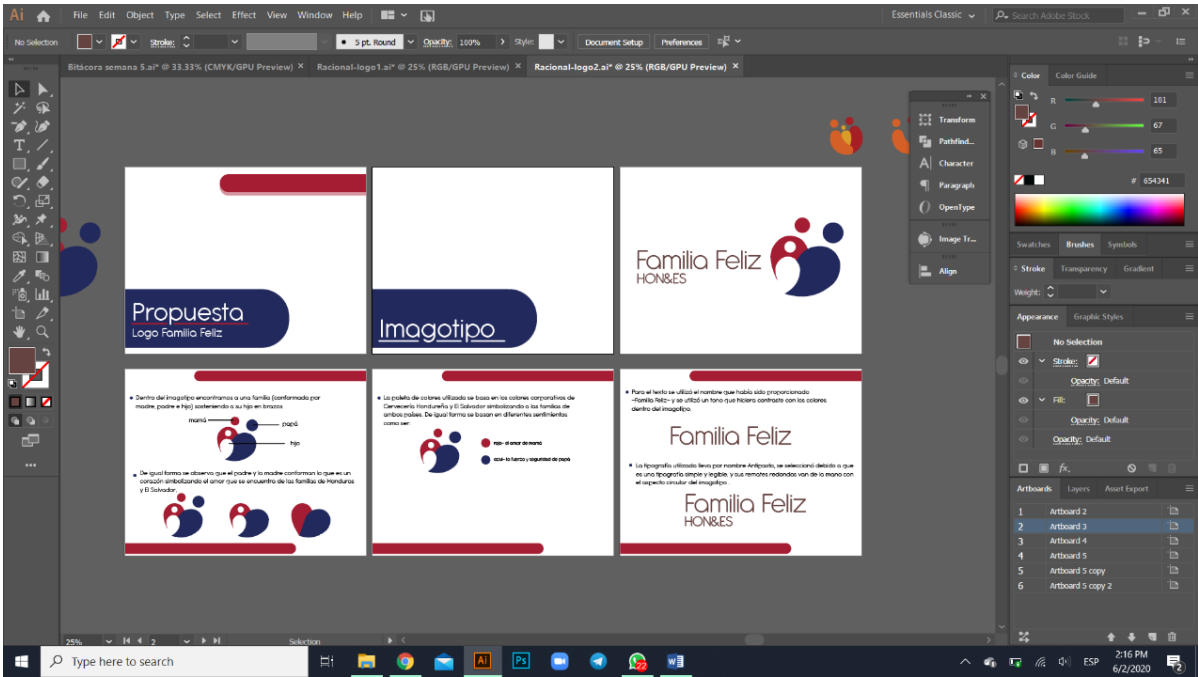 Ai File Edit Object Type Select Effect View Window Help Essentials Classic Search Adobe Stock
No Selection Stroke: 5 pt. Round Opacity: 100% Style: Document Setup Preferences
Bitácora semana 5.ai* @ 33.33% (CMYK/GPU Preview) × Racional-logo1.ai* @ 25% (RGB/GPU Preview) × Racional-logo2.ai* @ 25% (RGB/GPU Preview) ×
Color Color Guide
R 101
G 67
B 65
# 654341
Transform
Pathfind...
Character
Paragraph
OpenType
Image Tr...
Align
Swatches Brushes Symbols
Stroke Transparency Gradient
Weight:
Appearance Graphic Styles
No Selection
Stroke:
Opacity: Default
Fill:
Opacity: Default
Opacity: Default
fx.
Artboards Layers Asset Export
1 Artboard 2
2 Artboard 3
3 Artboard 4
4 Artboard 5
5 Artboard 5 copy
6 Artboard 5 copy 2
Propuesta
Logo Familia Feliz
Imagotipo
Familia Feliz
HON&ES
Dentro del imagotipo encontramos a una familia (conformada por
madre, padre e hijo) sosteniendo a su hijo en brazos
mamá
papá
hijo
De igual forma se observa que el padre y la madre conforman lo que es un
corazón simbolizando el amor que se encuentra de las familias de Honduras
y El Salvador.
La paleta de colores utilizada se basa en los colores corporativos de
Cervecería Hondureña y El Salvador simbolizando a las familias de
ambos países. De igual forma se basan en diferentes sentimientos
como ser:
rojo- el amor de mamá
azul- la fuerza y seguridad de papá
Para el texto se utilizó el nombre que había sido proporcionado
-Familia Feliz- y se utilizó un tono que hiciera contraste con los colores
dentro del imagotipo.
Familia Feliz
La tipografía utilizada lleva por nombre Antipasto, se seleccionó debido a que
es una tipografía simple y legible, y sus remates redondos van de la mano con
el aspecto circular del imagotipo.
Familia Feliz
HON&ES
25% 2 Selection
Type here to search
Ai Ps 22 ESP 2:16 PM
6/2/2020 2